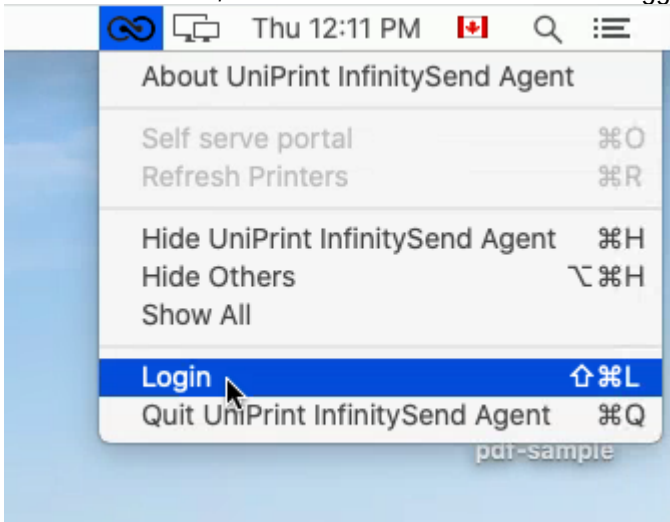 Thu 12:11 PM
About UniPrint InfinitySend Agent
Self serve portal ⌘O
Refresh Printers ⌘R
Hide UniPrint InfinitySend Agent ⌘H
Hide Others ⌥⌘H
Show All
Login ⇧⌘L
Quit UniPrint InfinitySend Agent ⌘Q
pdf-sample